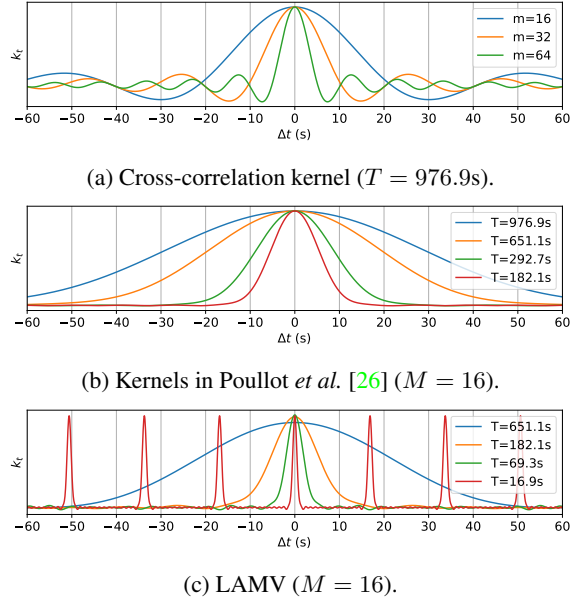 k_t
m=16
m=32
m=64
−60 −50 −40 −30 −20 −10 0 10 20 30 40 50 60
Δt (s)
(a) Cross-correlation kernel (T = 976.9s).
k_t
T=976.9s
T=651.1s
T=292.7s
T=182.1s
−60 −50 −40 −30 −20 −10 0 10 20 30 40 50 60
Δt (s)
(b) Kernels in Poullot et al. [26] (M = 16).
k_t
T=651.1s
T=182.1s
T=69.3s
T=16.9s
−60 −50 −40 −30 −20 −10 0 10 20 30 40 50 60
Δt (s)
(c) LAMV (M = 16).